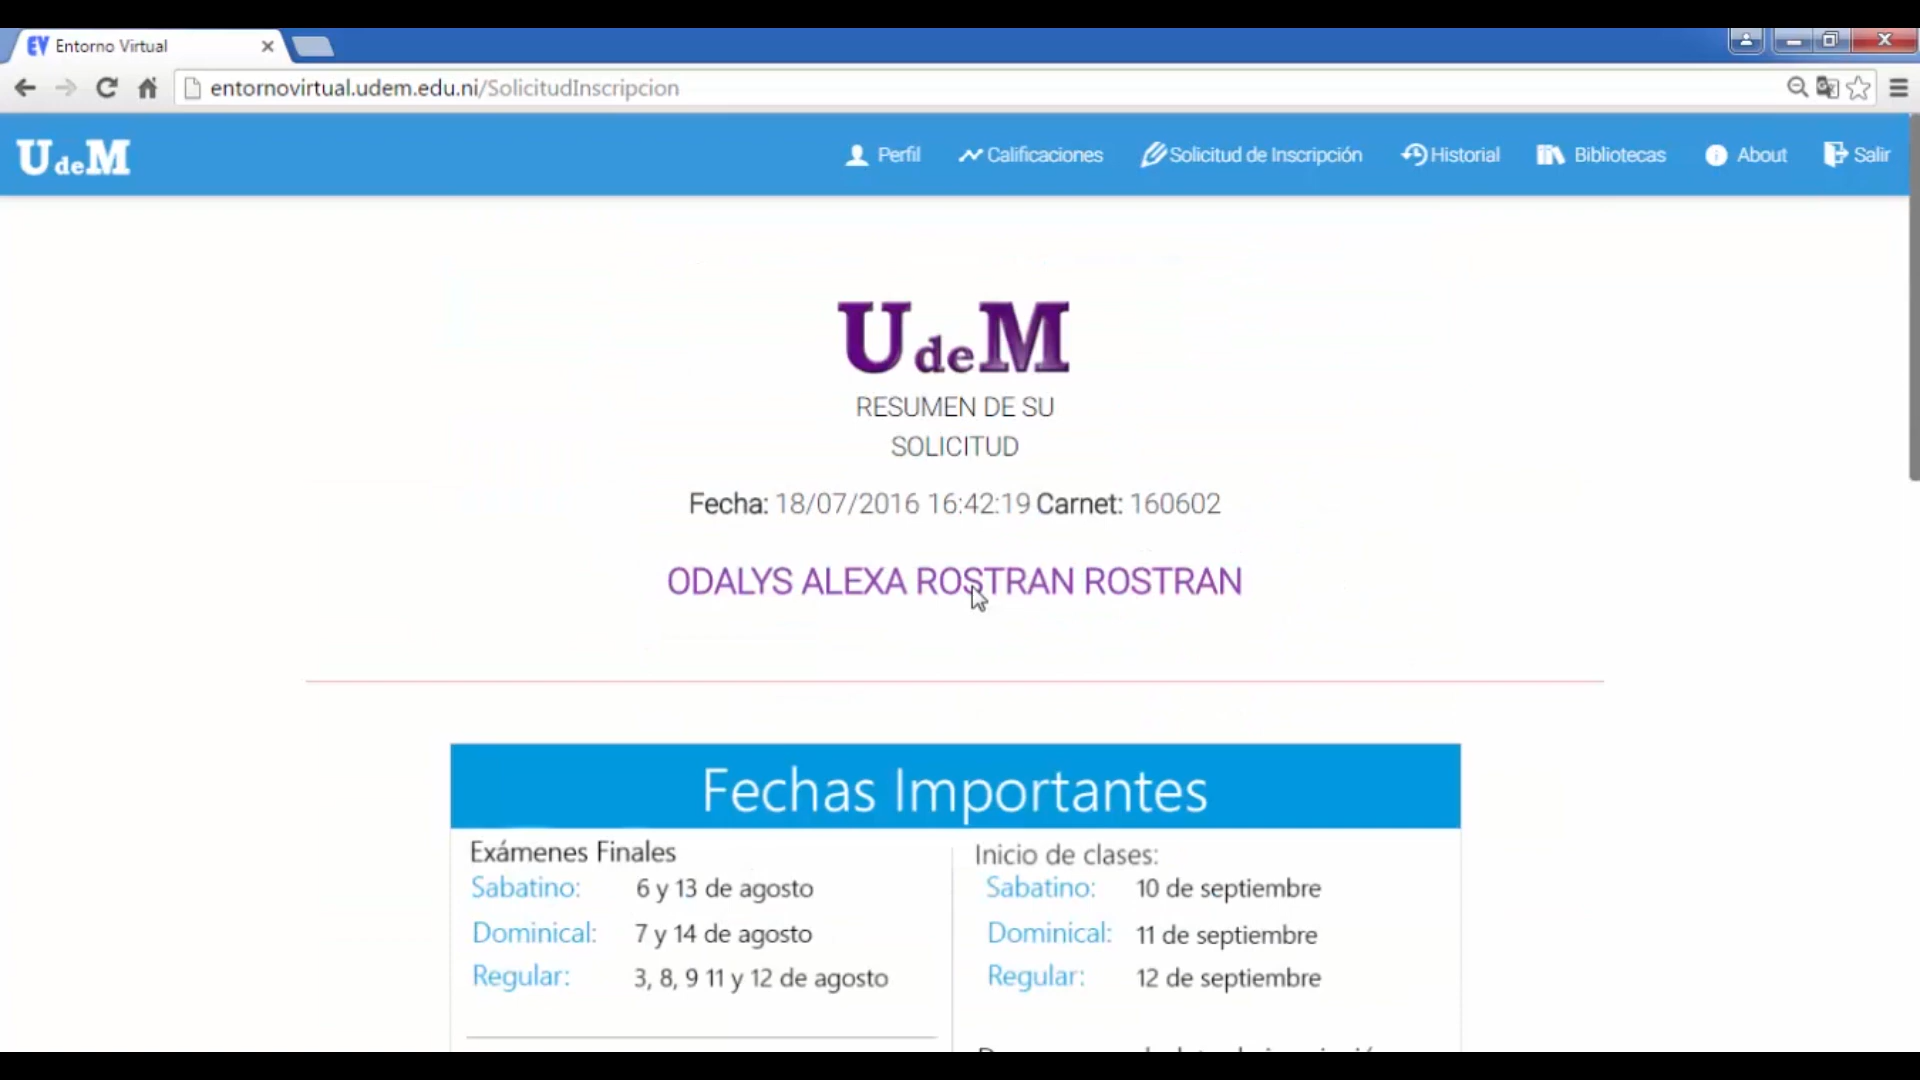 Entorno Virtual
entornovirtual.udem.edu.ni/SolicitudInscripcion
UdeM
Perfil
Calificaciones
Solicitud de Inscripción
Historial
Bibliotecas
About
Salir
UdeM
RESUMEN DE SU
SOLICITUD
Fecha: 18/07/2016 16:42:19 Carnet: 160602
ODALYS ALEXA ROSTRAN ROSTRAN
Fechas Importantes
Exámenes Finales
Sabatino: 6 y 13 de agosto
Dominical: 7 y 14 de agosto
Regular: 3, 8, 9 11 y 12 de agosto
Inicio de clases:
Sabatino: 10 de septiembre
Dominical: 11 de septiembre
Regular: 12 de septiembre